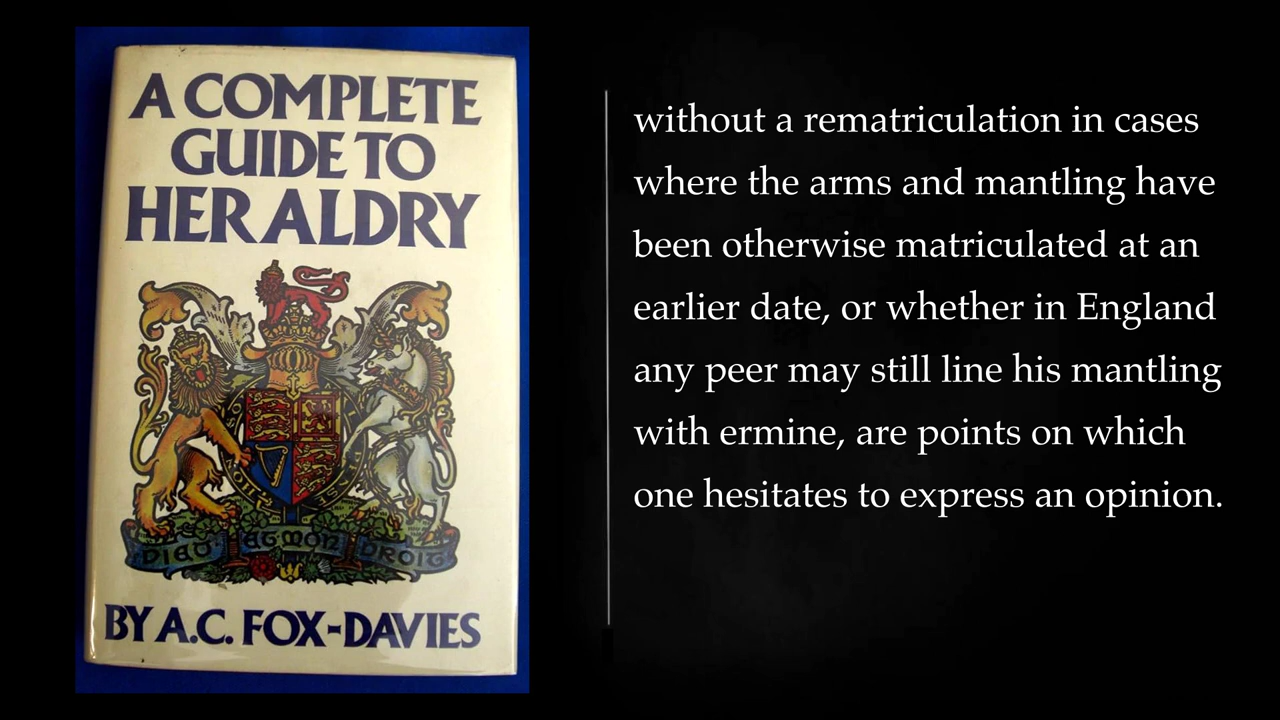 A COMPLETE
GUIDE TO
HERALDRY
DIEU ET MON DROIT
BY A.C. FOX-DAVIES
without a rematriculation in cases
where the arms and mantling have
been otherwise matriculated at an
earlier date, or whether in England
any peer may still line his mantling
with ermine, are points on which
one hesitates to express an opinion.